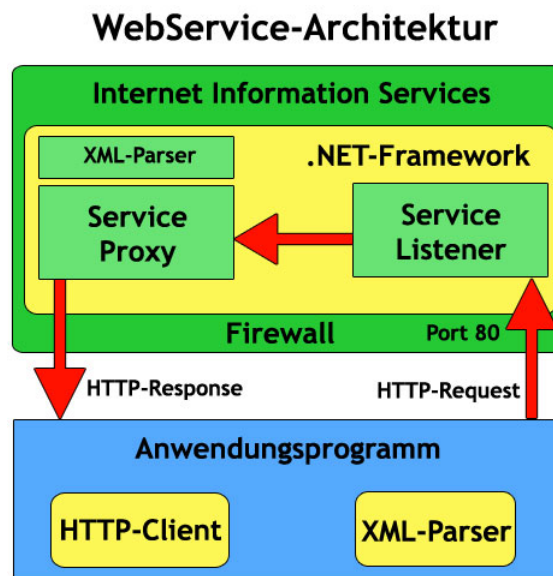 WebService-Architektur
Internet Information Services
XML-Parser
.NET-Framework
Service
Proxy
Service
Listener
Firewall
Port 80
HTTP-Response
HTTP-Request
Anwendungsprogramm
HTTP-Client
XML-Parser